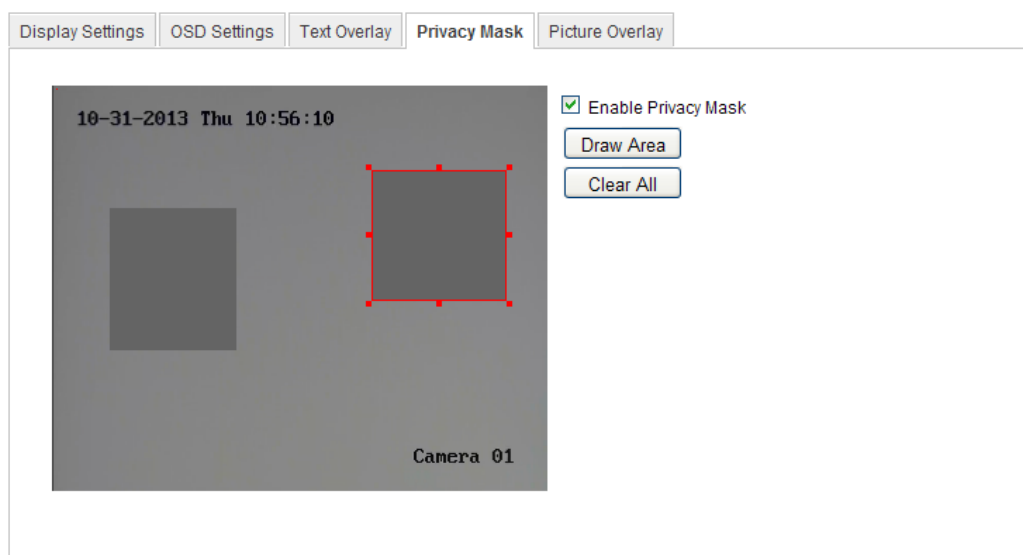 Display Settings OSD Settings Text Overlay Privacy Mask Picture Overlay
10-31-2013 Thu 10:56:10
Enable Privacy Mask
Draw Area
Clear All
Camera 01